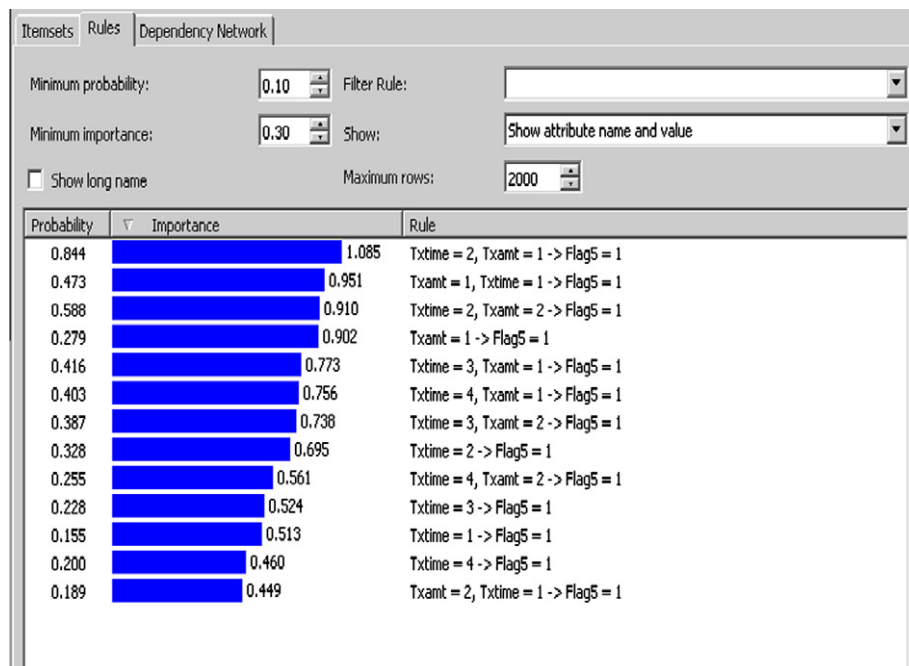 Itemsets Rules Dependency Network
Minimum probability: 0.10 Filter Rule:
Minimum importance: 0.30 Show: Show attribute name and value
Show long name Maximum rows: 2000
Probability Importance Rule
0.844 1.085 Txtime = 2, Txamt = 1 -> Flag5 = 1
0.473 0.951 Txamt = 1, Txtime = 1 -> Flag5 = 1
0.588 0.910 Txtime = 2, Txamt = 2 -> Flag5 = 1
0.279 0.902 Txamt = 1 -> Flag5 = 1
0.416 0.773 Txtime = 3, Txamt = 1 -> Flag5 = 1
0.403 0.756 Txtime = 4, Txamt = 1 -> Flag5 = 1
0.387 0.738 Txtime = 3, Txamt = 2 -> Flag5 = 1
0.328 0.695 Txtime = 2 -> Flag5 = 1
0.255 0.561 Txtime = 4, Txamt = 2 -> Flag5 = 1
0.228 0.524 Txtime = 3 -> Flag5 = 1
0.155 0.513 Txtime = 1 -> Flag5 = 1
0.200 0.460 Txtime = 4 -> Flag5 = 1
0.189 0.449 Txamt = 2, Txtime = 1 -> Flag5 = 1